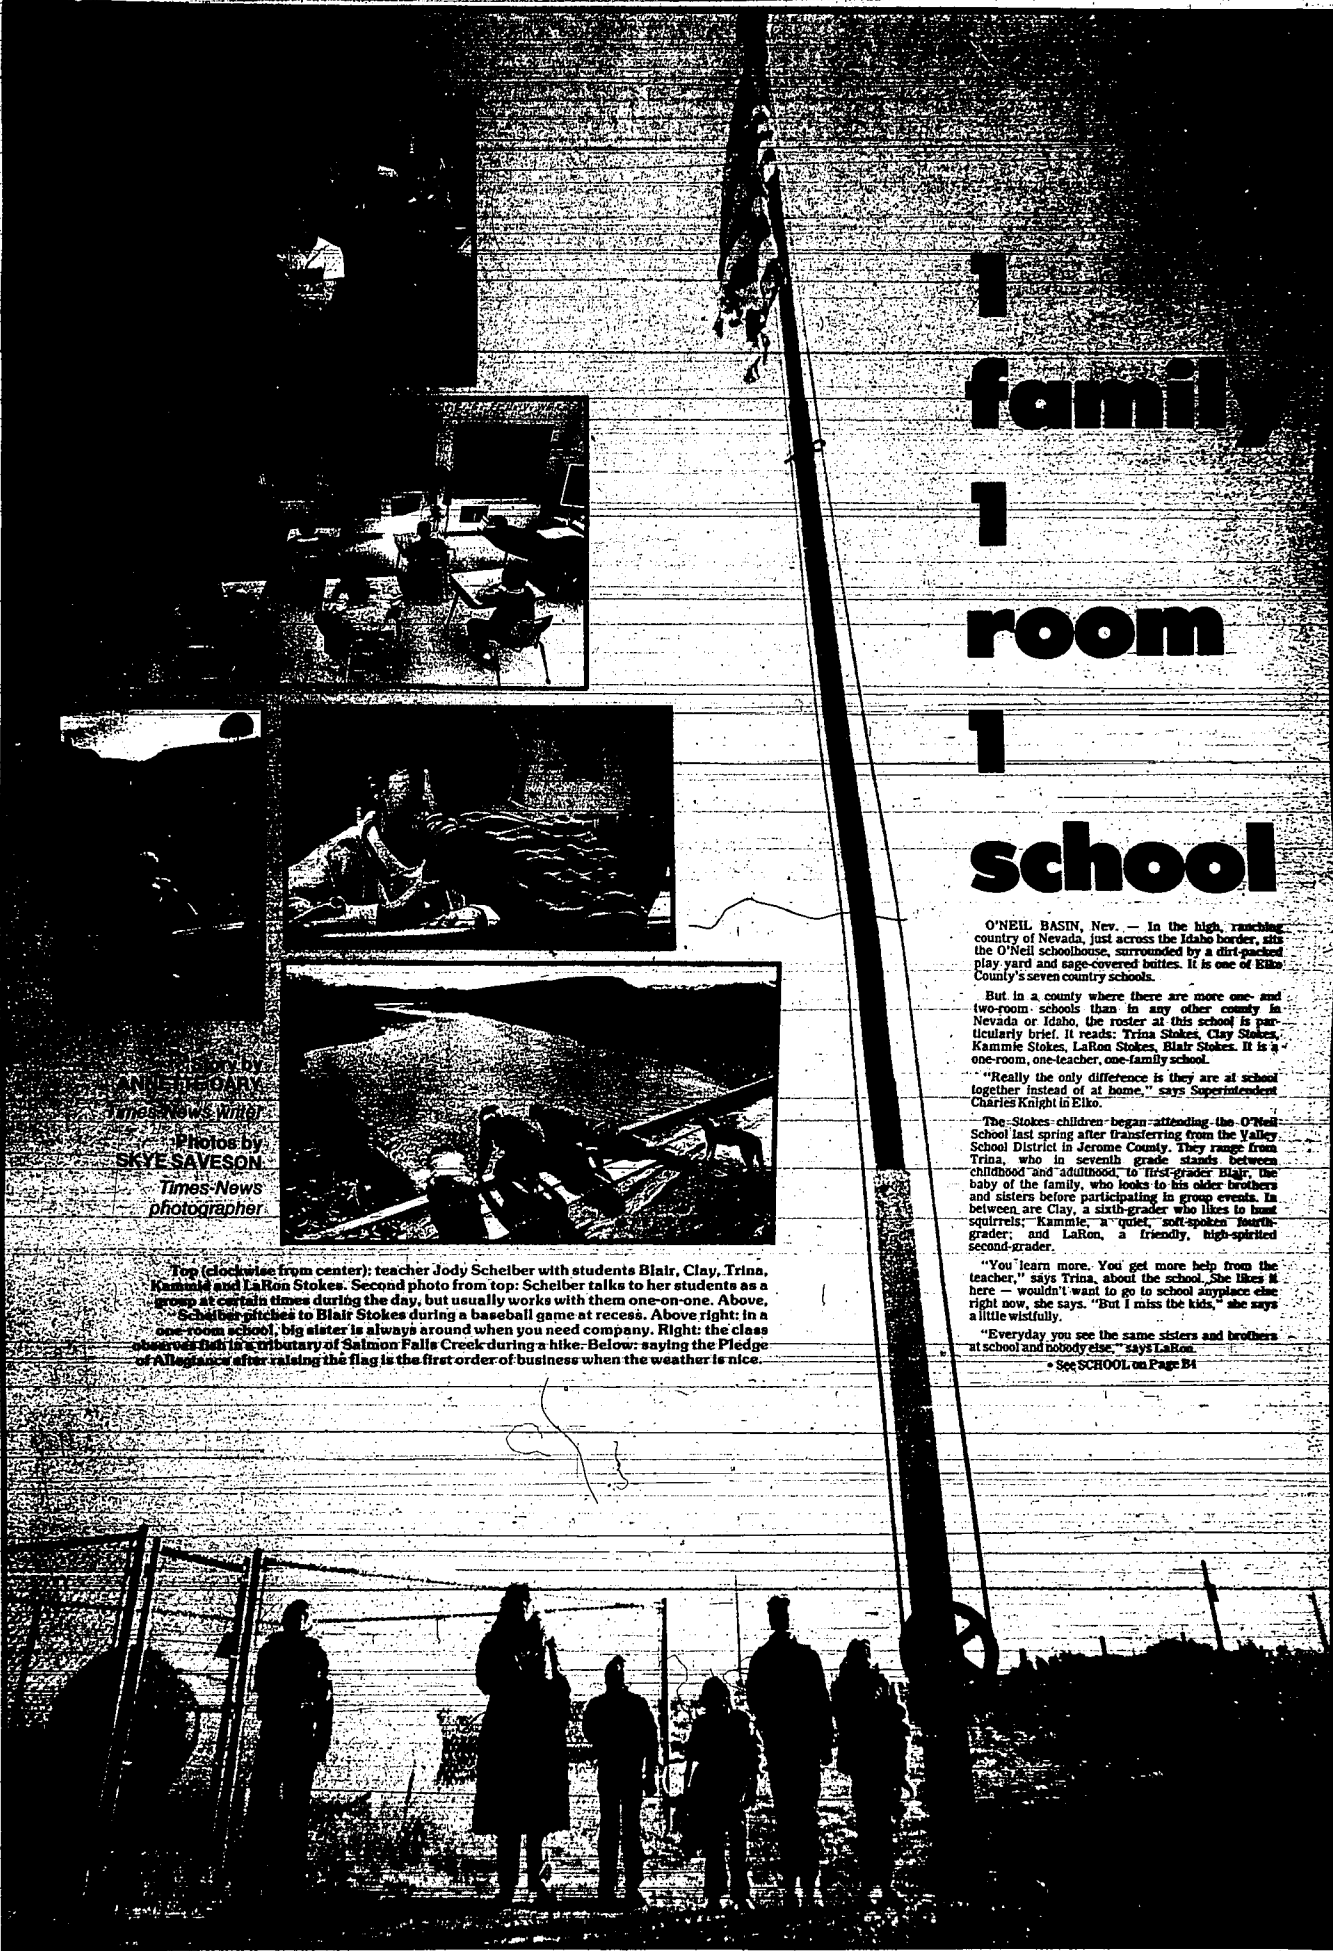 1
family
1
room
1
school
O'NEIL BASIN, Nev. — In the high, ranching
country of Nevada, just across the Idaho border, sits
the O'Neil schoolhouse, surrounded by a dirt-packed
play yard and sage-covered buttes. It is one of Elko
County's seven country schools.
But in a county where there are more one- and
two-room schools than in any other county in
Nevada or Idaho, the roster at this school is par-
ticularly brief. It reads: Trina Stokes, Clay Stokes,
Kammie Stokes, LaRon Stokes, Blair Stokes. It is a
one-room, one-teacher, one-family school.
"Really the only difference is they are at school
together instead of at home," says Superintendent
Charles Knight in Elko.
The Stokes children began attending the O'Neil
School last spring after transferring from the Valley
School District in Jerome County. They range from
Trina, who in seventh grade stands between
childhood and adulthood, to first-grader Blair, the
baby of the family, who looks to his older brothers
and sisters before participating in group events. In
between are Clay, a sixth-grader who likes to hunt
squirrels; Kammie, a quiet, soft-spoken fourth-
grader; and LaRon, a friendly, high-spirited
second-grader.
"You learn more. You get more help from the
teacher," says Trina, about the school. She likes it
here — wouldn't want to go to school anyplace else
right now, she says. "But I miss the kids," she says
a little wistfully.
"Everyday you see the same sisters and brothers
at school and nobody else," says LaRon.
• See SCHOOL on Page B4
Story by
ANNETTE CARY
Times-News writer
Photos by
SKYE SAVESON
Times-News
photographer
Top (clockwise from center): teacher Jody Scheiber with students Blair, Clay, Trina,
Kammie and LaRon Stokes. Second photo from top: Scheiber talks to her students as a
group at certain times during the day, but usually works with them one-on-one. Above,
Scheiber pitches to Blair Stokes during a baseball game at recess. Above right: in a
one-room school, big sister is always around when you need company. Right: the class
observes fish in a tributary of Salmon Falls Creek during a hike. Below: saying the Pledge
of Allegiance after raising the flag is the first order of business when the weather is nice.